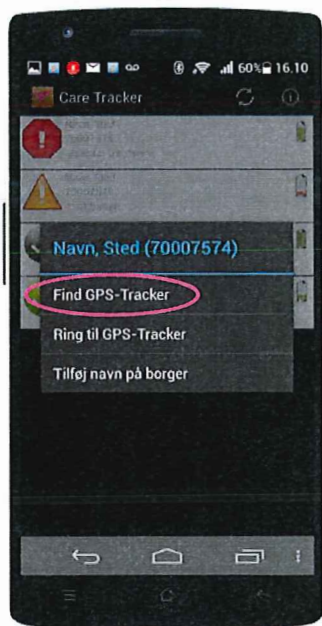 60% 16.10
Care Tracker
Navn, Sted (70007574)
Find GPS-Tracker
Ring til GPS-Tracker
Tilføj navn på borger